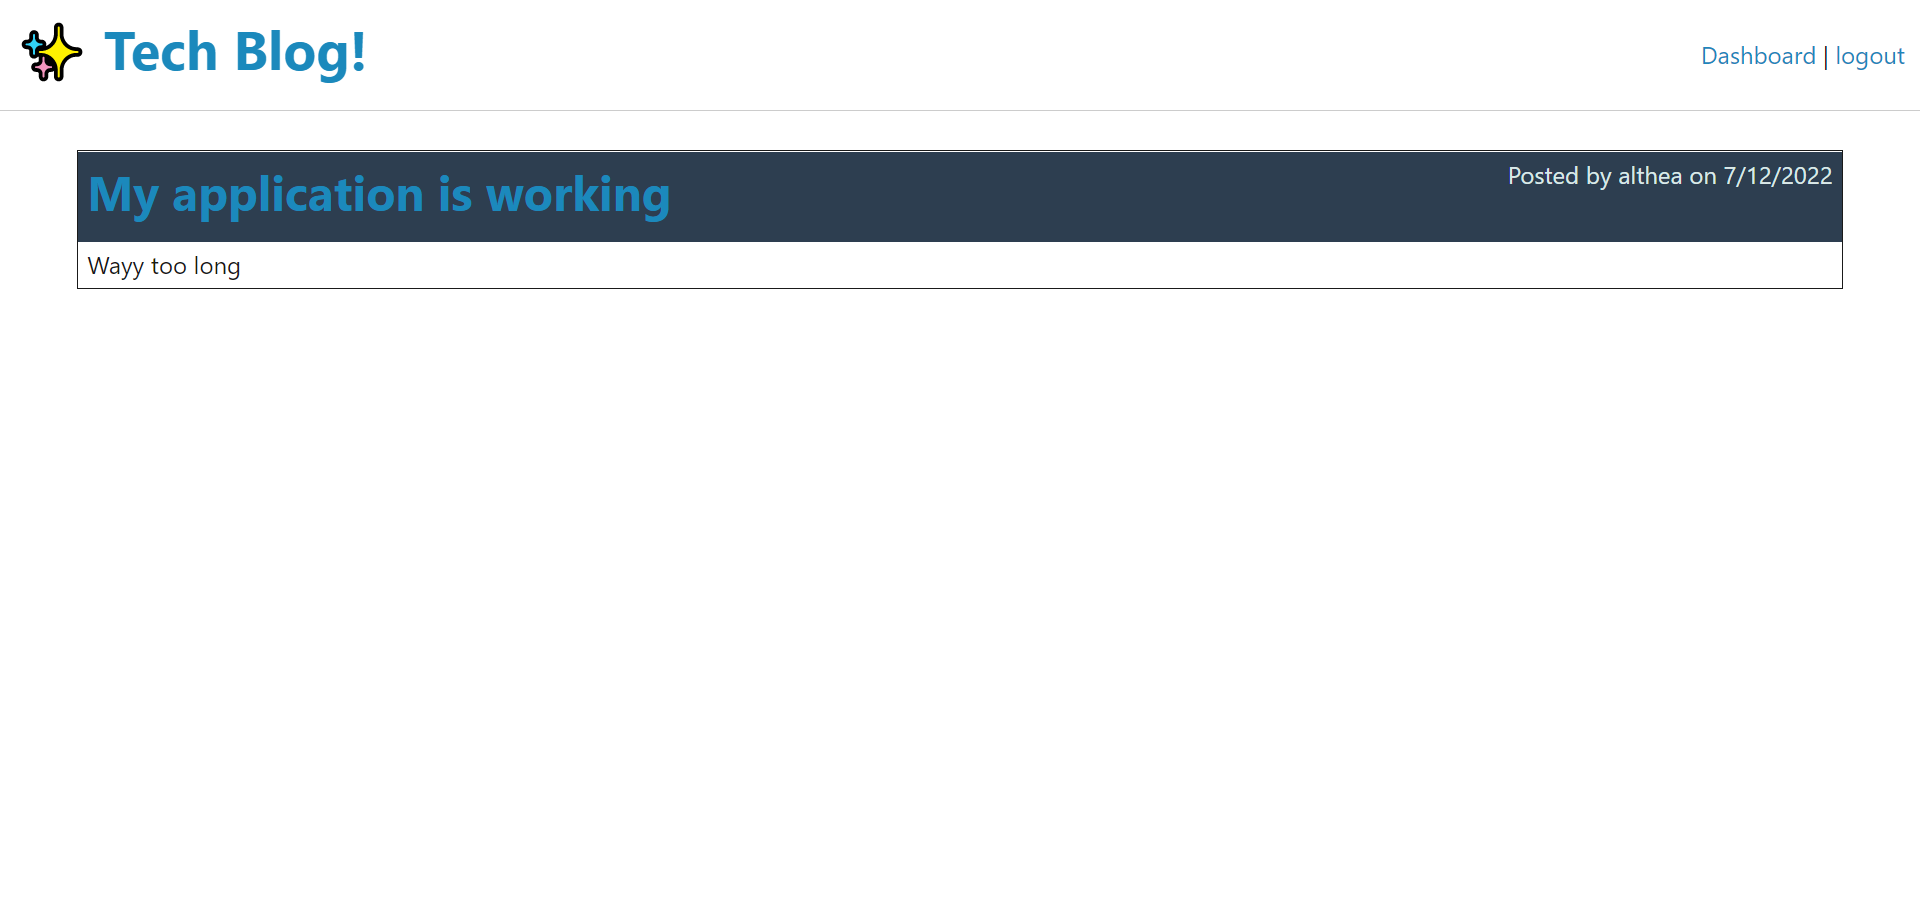 Tech Blog!
Dashboard | logout
My application is working
Posted by althea on 7/12/2022
Wayy too long